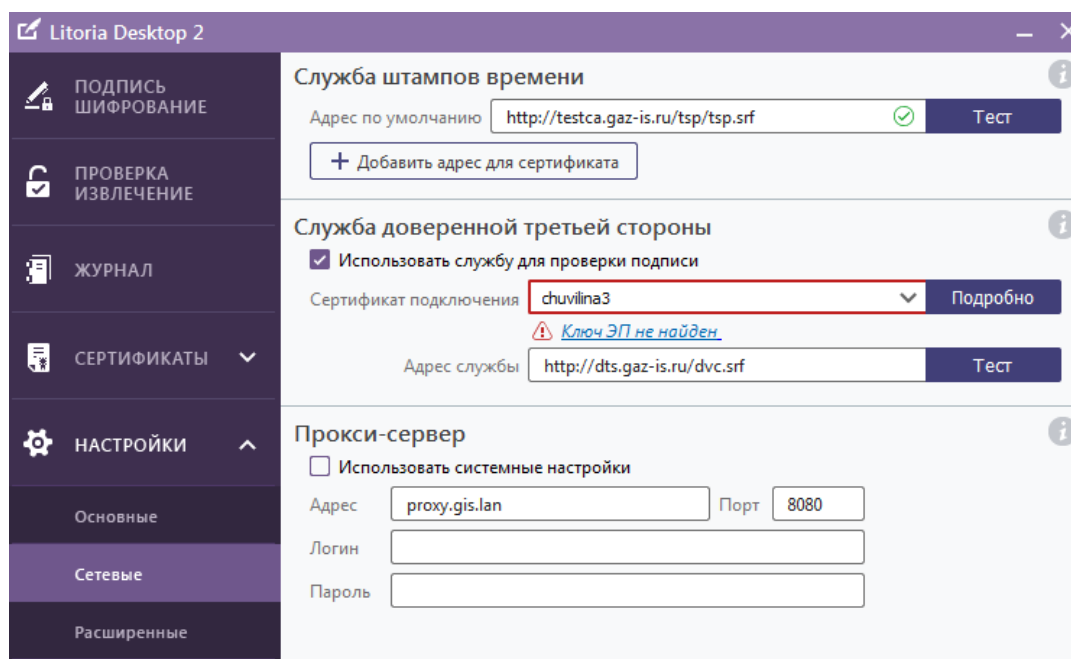 Litoria Desktop 2
ПОДПИСЬ
ШИФРОВАНИЕ
ПРОВЕРКА
ИЗВЛЕЧЕНИЕ
ЖУРНАЛ
СЕРТИФИКАТЫ
НАСТРОЙКИ
Основные
Сетевые
Расширенные
Служба штампов времени
Адрес по умолчанию http://testca.gaz-is.ru/tsp/tsp.srf Тест
+ Добавить адрес для сертификата
Служба доверенной третьей стороны
Использовать службу для проверки подписи
Сертификат подключения chuvilina3 Подробно
Ключ ЭП не найден
Адрес службы http://dts.gaz-is.ru/dvc.srf Тест
Прокси-сервер
Использовать системные настройки
Адрес proxy.gis.lan Порт 8080
Логин
Пароль